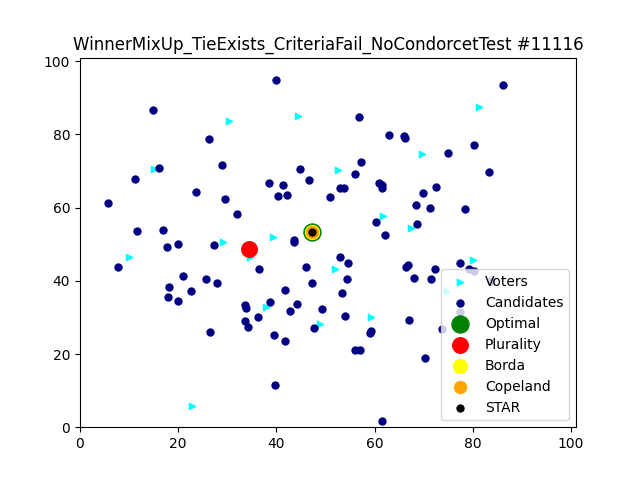 WinnerMixUp_TieExists_CriteriaFail_NoCondorcetTest #11116
100
80
60
40
20
0
0 20 40 60 80 100
Voters
Candidates
Optimal
Plurality
Borda
Copeland
STAR